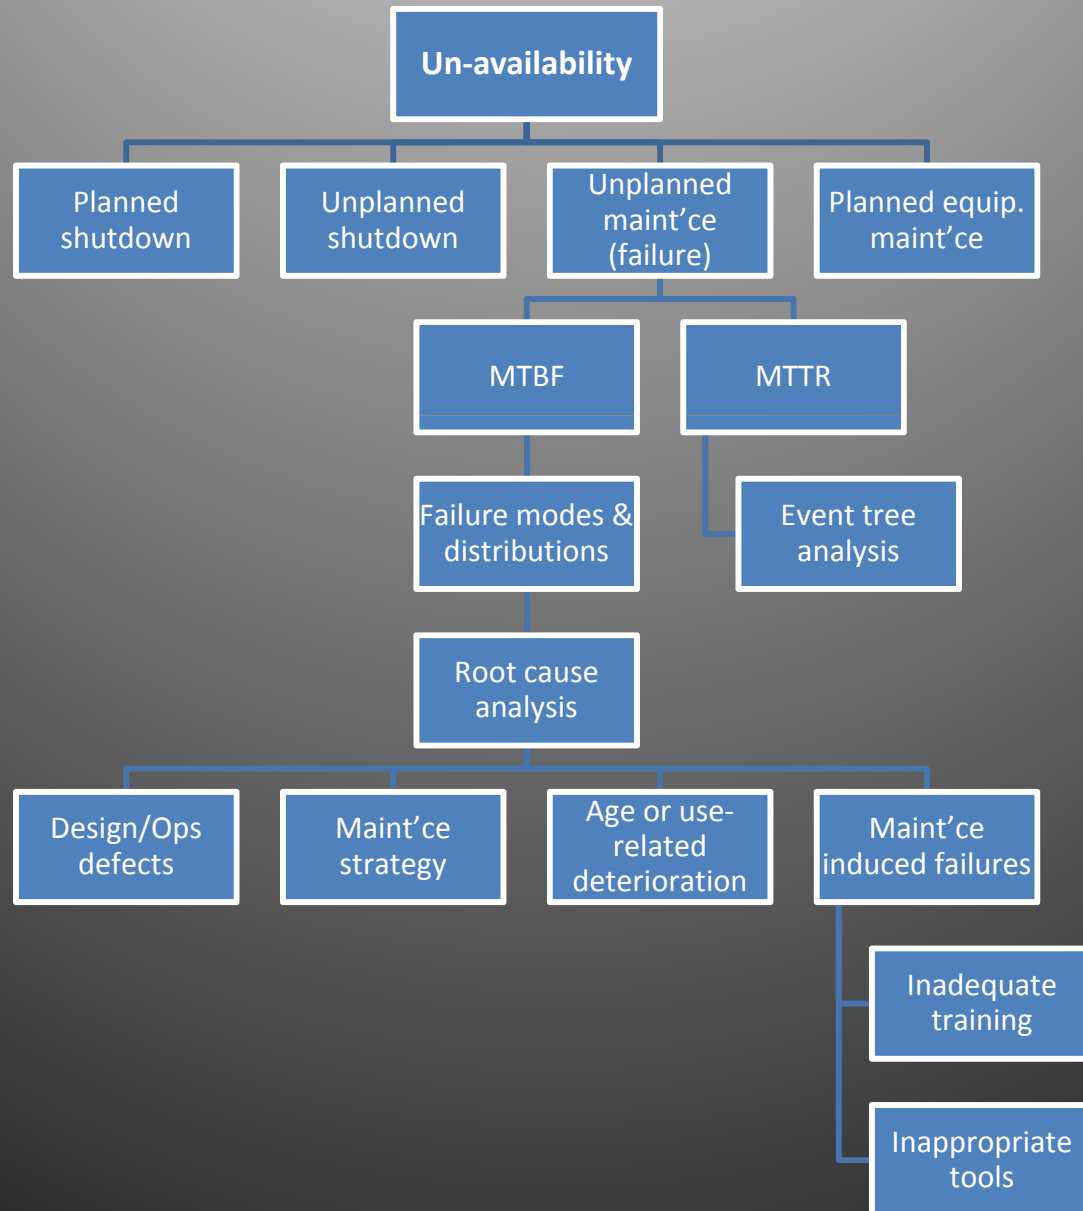 Un-availability
Planned
shutdown
Unplanned
shutdown
Unplanned
maint’ce
(failure)
Planned equip.
maint’ce
MTBF
MTTR
Failure modes &
distributions
Event tree
analysis
Root cause
analysis
Design/Ops
defects
Maint’ce
strategy
Age or use-
related
deterioration
Maint’ce
induced failures
Inadequate
training
Inappropriate
tools